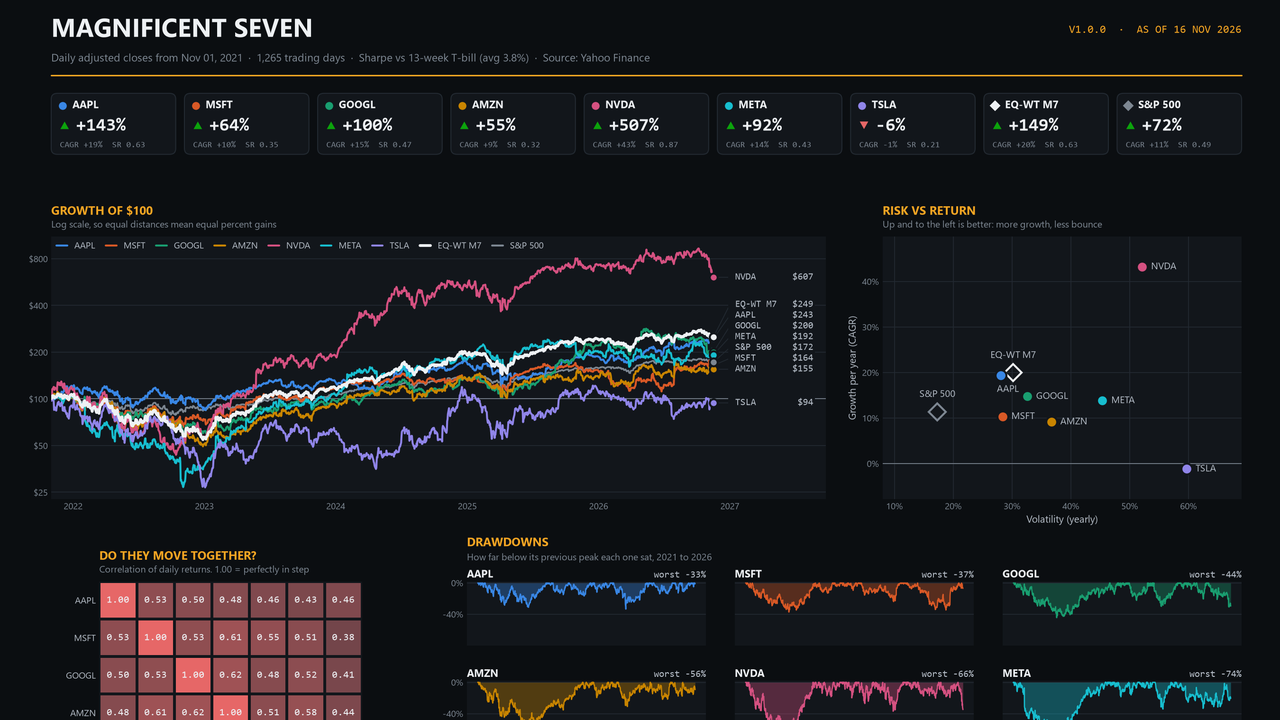 MAGNIFICENT SEVEN
V1.0.0 · AS OF 16 NOV 2026
Daily adjusted closes from Nov 01, 2021 · 1,265 trading days · Sharpe vs 13-week T-bill (avg 3.8%) · Source: Yahoo Finance
AAPL
+143%
CAGR +19% SR 0.63
MSFT
+64%
CAGR +10% SR 0.35
GOOGL
+100%
CAGR +15% SR 0.47
AMZN
+55%
CAGR +9% SR 0.32
NVDA
+507%
CAGR +43% SR 0.87
META
+92%
CAGR +14% SR 0.43
TSLA
-6%
CAGR -1% SR 0.21
EQ-WT M7
+149%
CAGR +20% SR 0.63
S&P 500
+72%
CAGR +11% SR 0.49
GROWTH OF $100
Log scale, so equal distances mean equal percent gains
AAPL MSFT GOOGL AMZN NVDA META TSLA EQ-WT M7 S&P 500
$800
$400
$200
$100
$50
$25
NVDA $607
EQ-WT M7 $249
AAPL $243
GOOGL $200
META $192
S&P 500 $172
MSFT $164
AMZN $155
TSLA $94
2022 2023 2024 2025 2026 2027
RISK VS RETURN
Up and to the left is better: more growth, less bounce
Growth per year (CAGR)
40%
30%
20%
10%
0%
NVDA
EQ-WT M7
AAPL
S&P 500
GOOGL
META
MSFT
AMZN
TSLA
10% 20% 30% 40% 50% 60%
Volatility (yearly)
DO THEY MOVE TOGETHER?
Correlation of daily returns. 1.00 = perfectly in step
AAPL 1.00 0.53 0.50 0.48 0.46 0.43 0.46
MSFT 0.53 1.00 0.53 0.61 0.55 0.51 0.38
GOOGL 0.50 0.53 1.00 0.62 0.48 0.52 0.41
AMZN 0.48 0.61 0.62 1.00 0.51 0.58 0.44
DRAWDOWNS
How far below its previous peak each one sat, 2021 to 2026
AAPL worst -33%
0%
-40%
MSFT worst -37%
GOOGL worst -44%
AMZN worst -56%
0%
-40%
NVDA worst -66%
META worst -74%